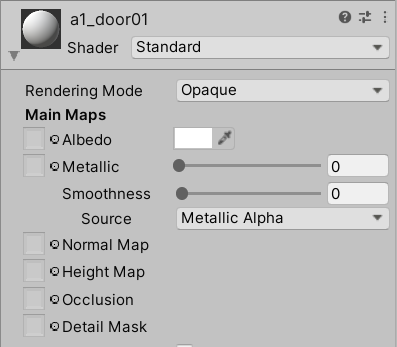 a1_door01
Shader Standard
Rendering Mode Opaque
Main Maps
Albedo
Metallic 0
Smoothness 0
Source Metallic Alpha
Normal Map
Height Map
Occlusion
Detail Mask